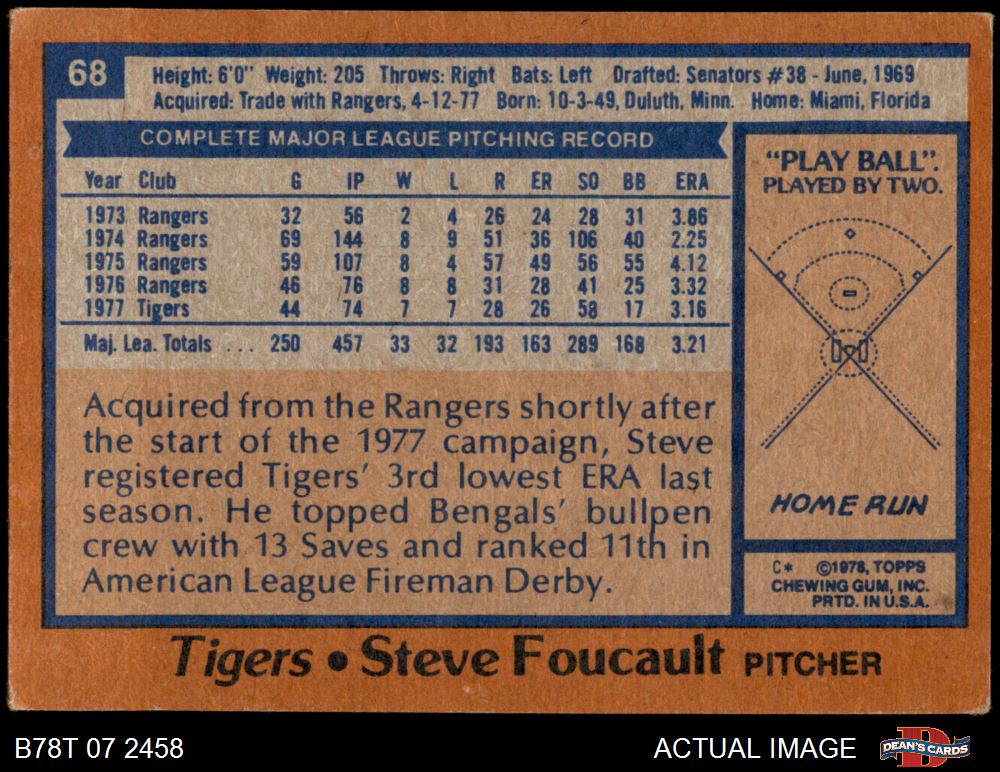 68
Height: 6'0" Weight: 205 Throws: Right Bats: Left Drafted: Senators #38 - June, 1969
Acquired: Trade with Rangers, 4-12-77 Born: 10-3-49, Duluth, Minn. Home: Miami, Florida
COMPLETE MAJOR LEAGUE PITCHING RECORD
Year Club G IP W L R ER SO BB ERA
1973 Rangers 32 56 2 4 26 24 28 31 3.86
1974 Rangers 69 144 8 9 51 36 106 40 2.25
1975 Rangers 59 107 8 4 57 49 56 55 4.12
1976 Rangers 46 76 8 8 31 28 41 25 3.32
1977 Tigers 44 74 7 7 28 26 58 17 3.16
Maj. Lea. Totals ... 250 457 33 32 193 163 289 168 3.21
Acquired from the Rangers shortly after
the start of the 1977 campaign, Steve
registered Tigers' 3rd lowest ERA last
season. He topped Bengals' bullpen
crew with 13 Saves and ranked 11th in
American League Fireman Derby.
"PLAY BALL".
PLAYED BY TWO.
HOME RUN
C* ©1978, TOPPS
CHEWING GUM, INC.
PRTD. IN U.S.A.
Tigers • Steve Foucault PITCHER
B78T 07 2458
ACTUAL IMAGE
DEAN'S CARDS